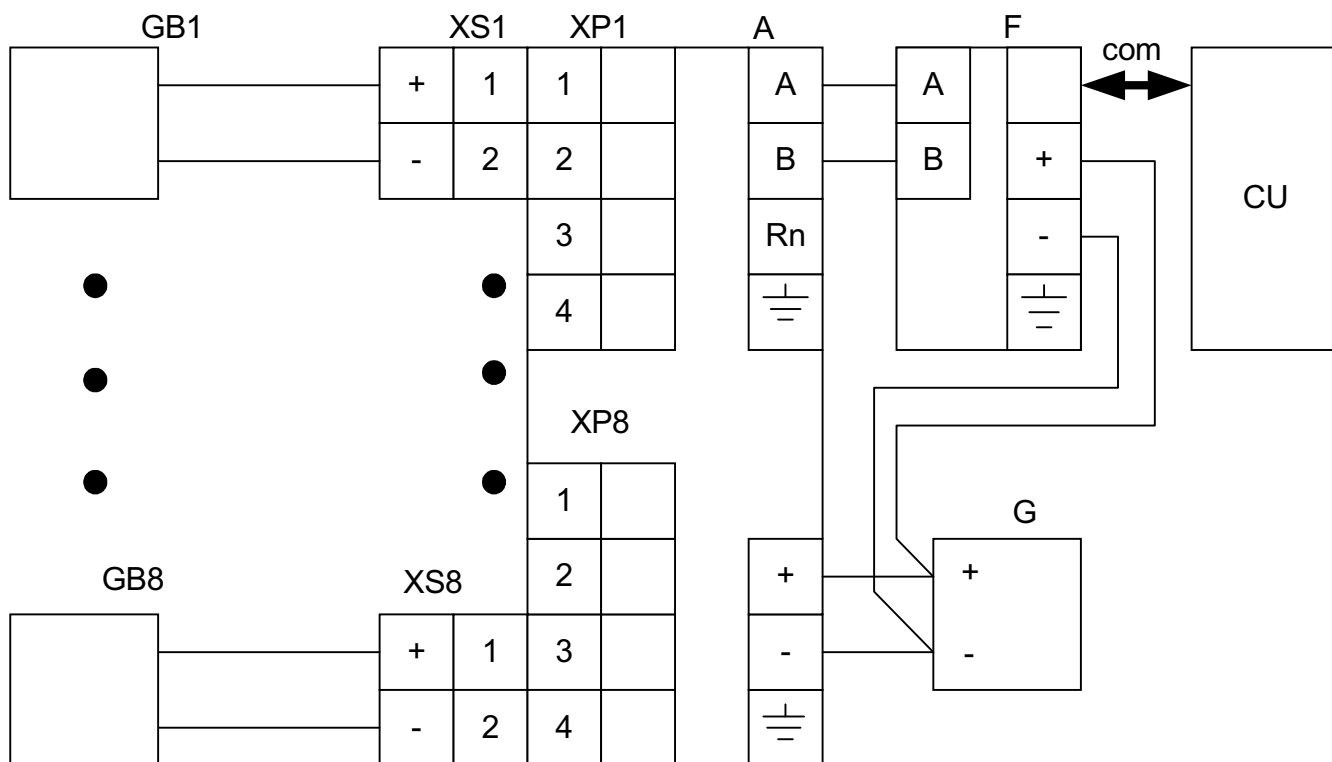 GB1 XS1 XP1 A F
com
+ 1 1 A A
- 2 2 B B +
CU
3 Rn -
4
XP8
1
G
GB8 XS8 2 + +
+ 1 3 - -
- 2 4